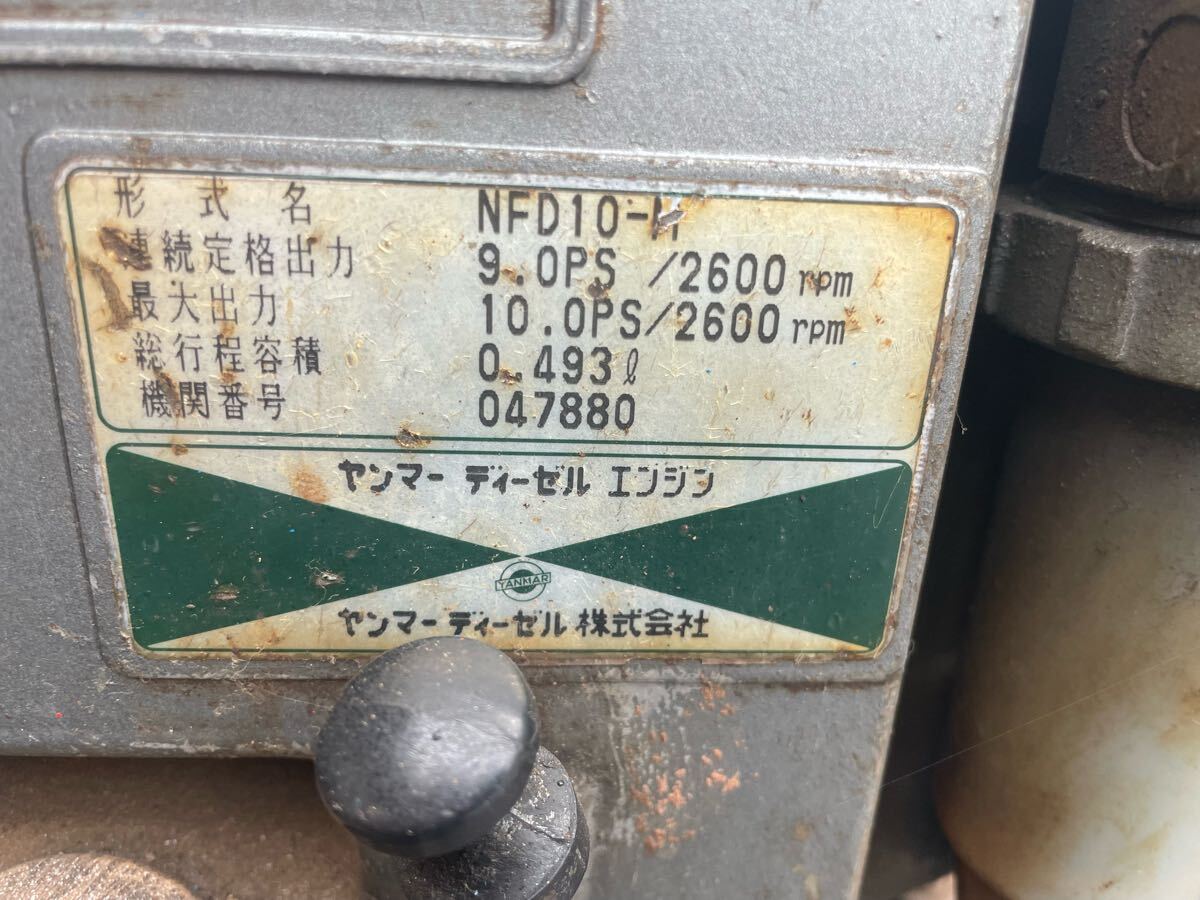 形式名 NFD10-M
連続定格出力 9.0PS /2600rpm
最大出力 10.0PS/2600rpm
総行程容積 0.493ℓ
機関番号 047880
ヤンマー ディーゼル エンジン
YANMAR
ヤンマー ディーゼル 株式会社